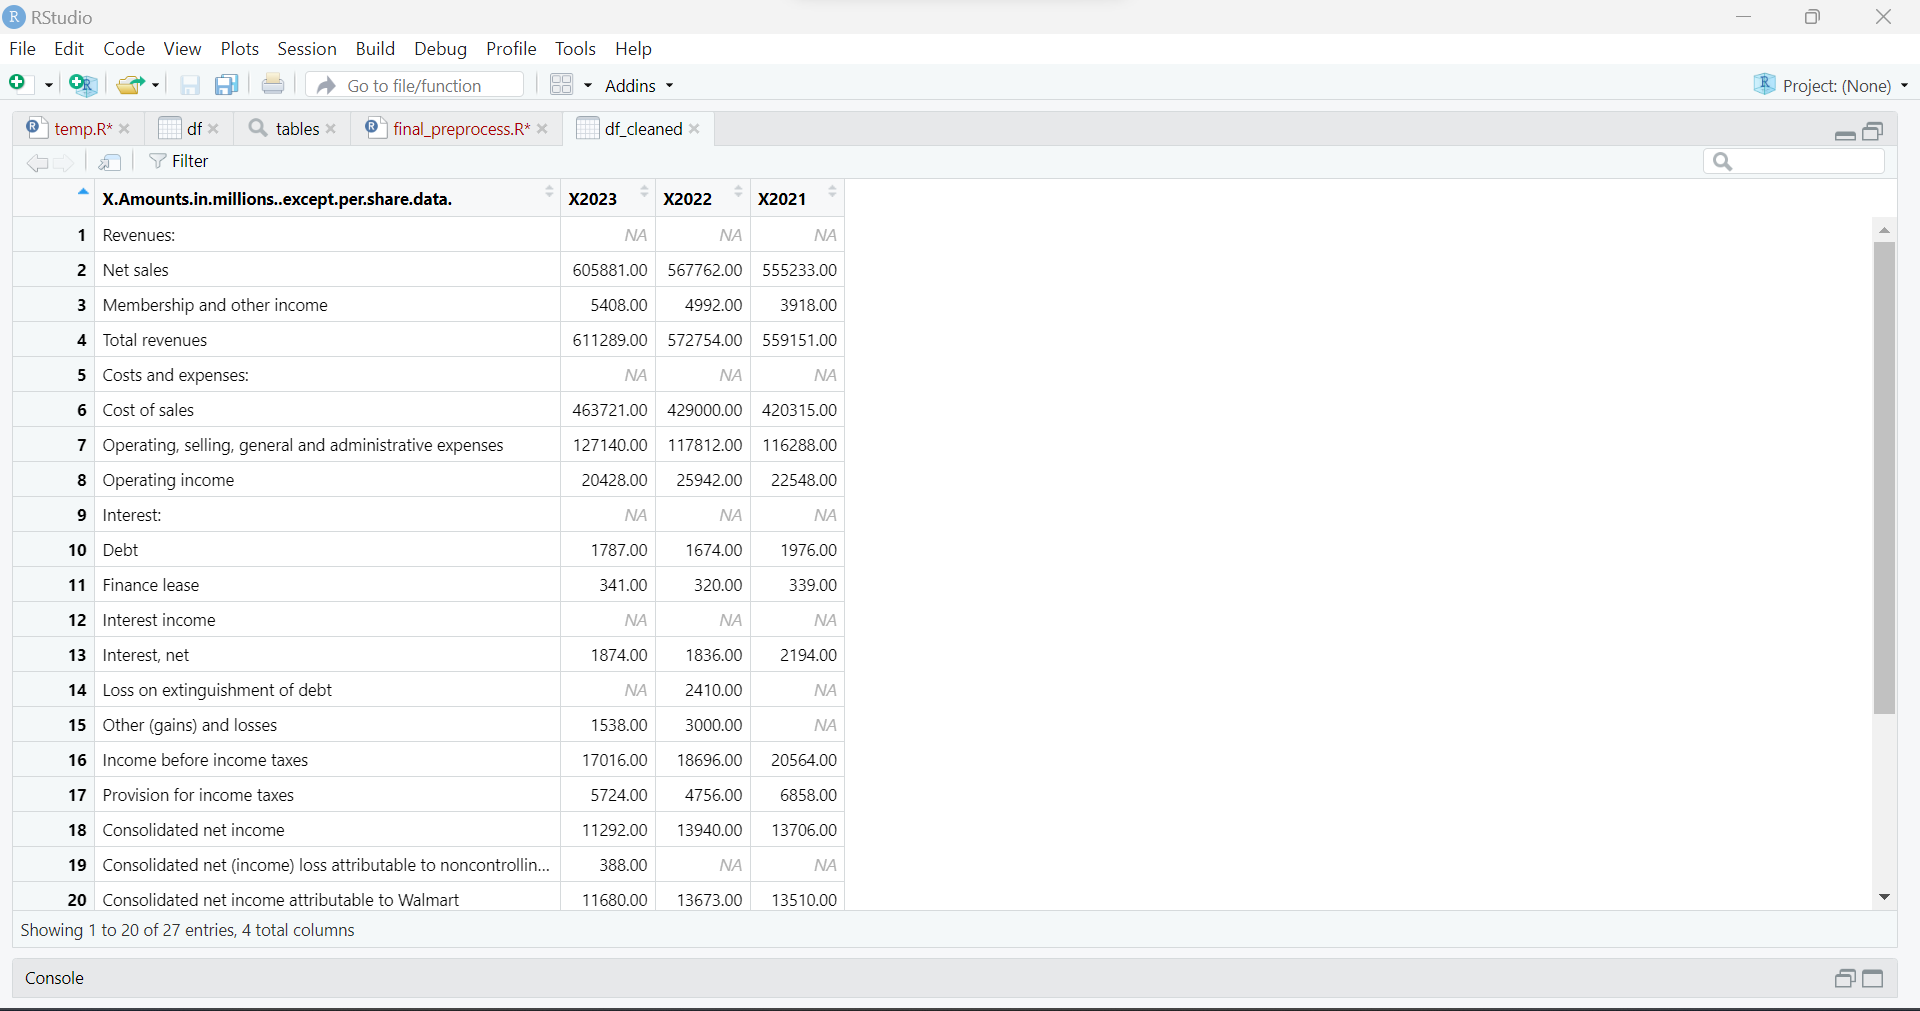 RStudio
File Edit Code View Plots Session Build Debug Profile Tools Help
Go to file/function Addins Project: (None)
temp.R* df tables final_preprocess.R* df_cleaned
Filter
X.Amounts.in.millions..except.per.share.data. X2023 X2022 X2021
1 Revenues: NA NA NA
2 Net sales 605881.00 567762.00 555233.00
3 Membership and other income 5408.00 4992.00 3918.00
4 Total revenues 611289.00 572754.00 559151.00
5 Costs and expenses: NA NA NA
6 Cost of sales 463721.00 429000.00 420315.00
7 Operating, selling, general and administrative expenses 127140.00 117812.00 116288.00
8 Operating income 20428.00 25942.00 22548.00
9 Interest: NA NA NA
10 Debt 1787.00 1674.00 1976.00
11 Finance lease 341.00 320.00 339.00
12 Interest income NA NA NA
13 Interest, net 1874.00 1836.00 2194.00
14 Loss on extinguishment of debt NA 2410.00 NA
15 Other (gains) and losses 1538.00 3000.00 NA
16 Income before income taxes 17016.00 18696.00 20564.00
17 Provision for income taxes 5724.00 4756.00 6858.00
18 Consolidated net income 11292.00 13940.00 13706.00
19 Consolidated net (income) loss attributable to noncontrollin... 388.00 NA NA
20 Consolidated net income attributable to Walmart 11680.00 13673.00 13510.00
Showing 1 to 20 of 27 entries, 4 total columns
Console